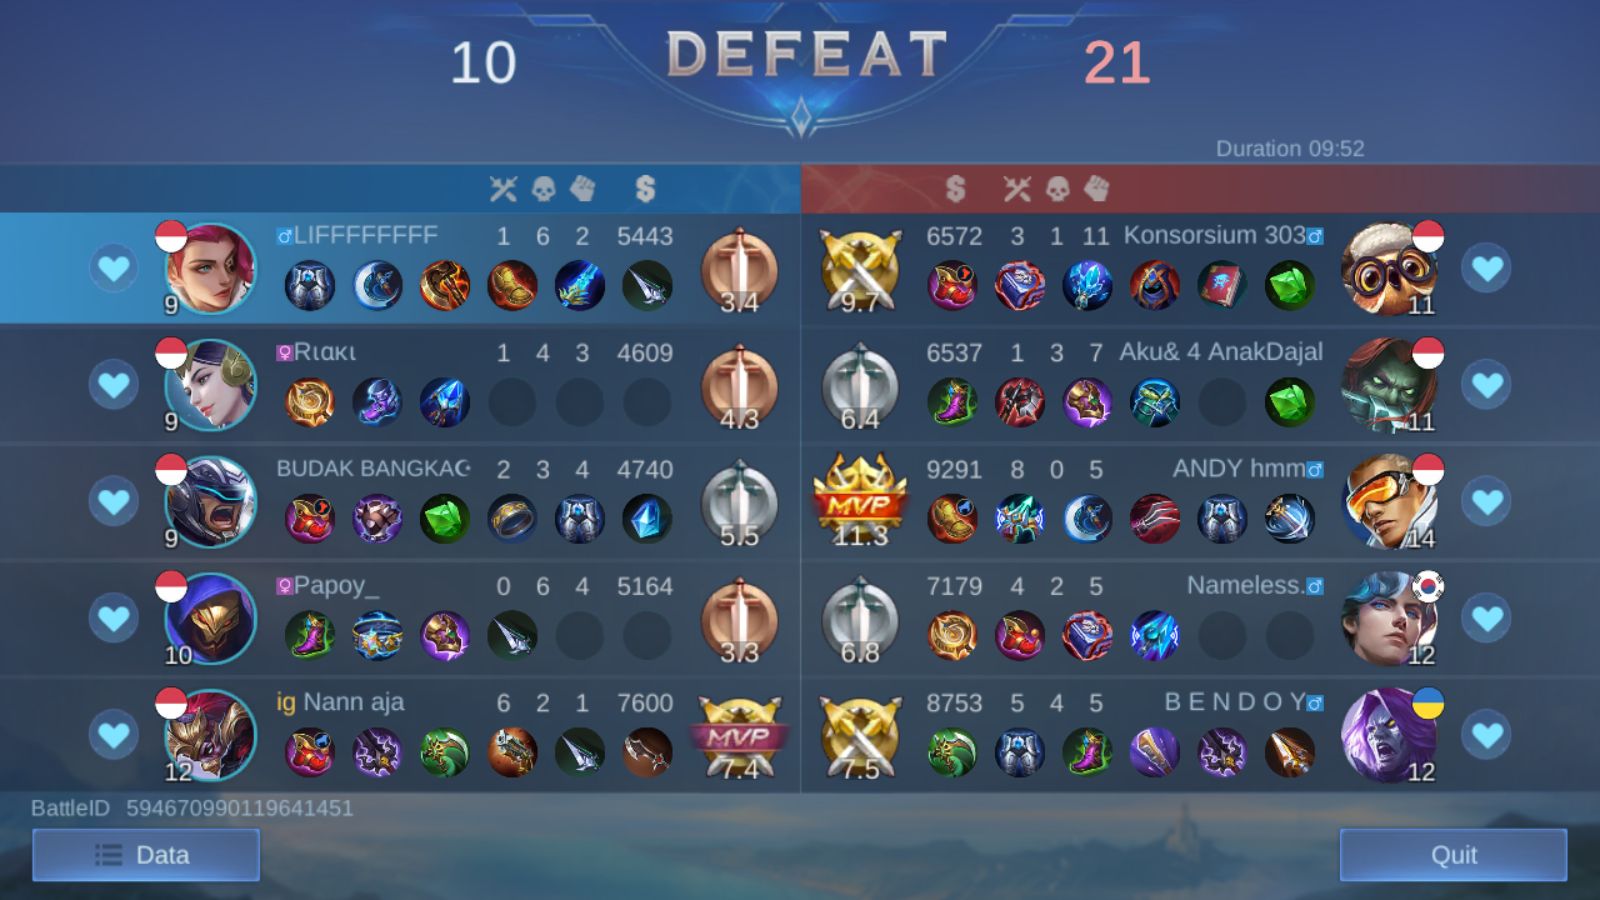 10 DEFEAT 21
Duration 09:52
LIFFFFFFFF 1 6 2 5443
9 3.4
6572 3 1 11 Konsorsium 303
9.7 11
Rιακι 1 4 3 4609
9 4.3
6537 1 3 7 Aku& 4 AnakDajal
6.4 11
BUDAK BANGKA☪ 2 3 4 4740
9 5.5
9291 8 0 5 ANDY hmm
MVP
11.3 14
Papoy_ 0 6 4 5164
10 3.3
7179 4 2 5 Nameless.
6.8 12
ig Nann aja 6 2 1 7600
MVP
12 7.4
8753 5 4 5 B E N D O Y
7.5 12
BattleID 594670990119641451
Data
Quit